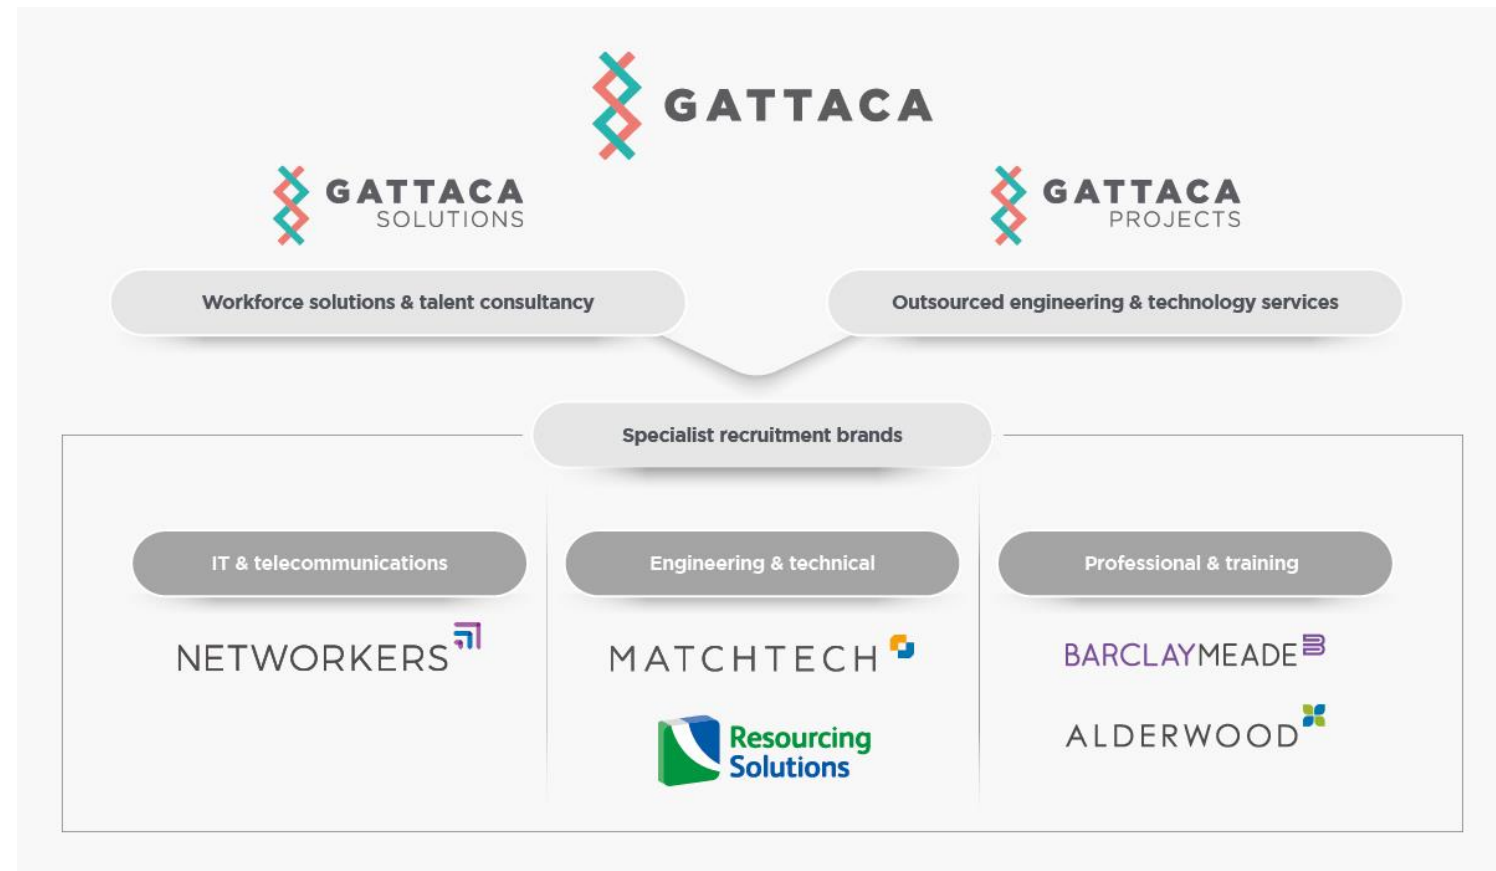 GATTACA
GATTACA
SOLUTIONS
GATTACA
PROJECTS
Workforce solutions & talent consultancy
Outsourced engineering & technology services
Specialist recruitment brands
IT & telecommunications
Engineering & technical
Professional & training
NETWORKERS
MATCHTECH
BARCLAYMEADE
Resourcing
Solutions
ALDERWOOD